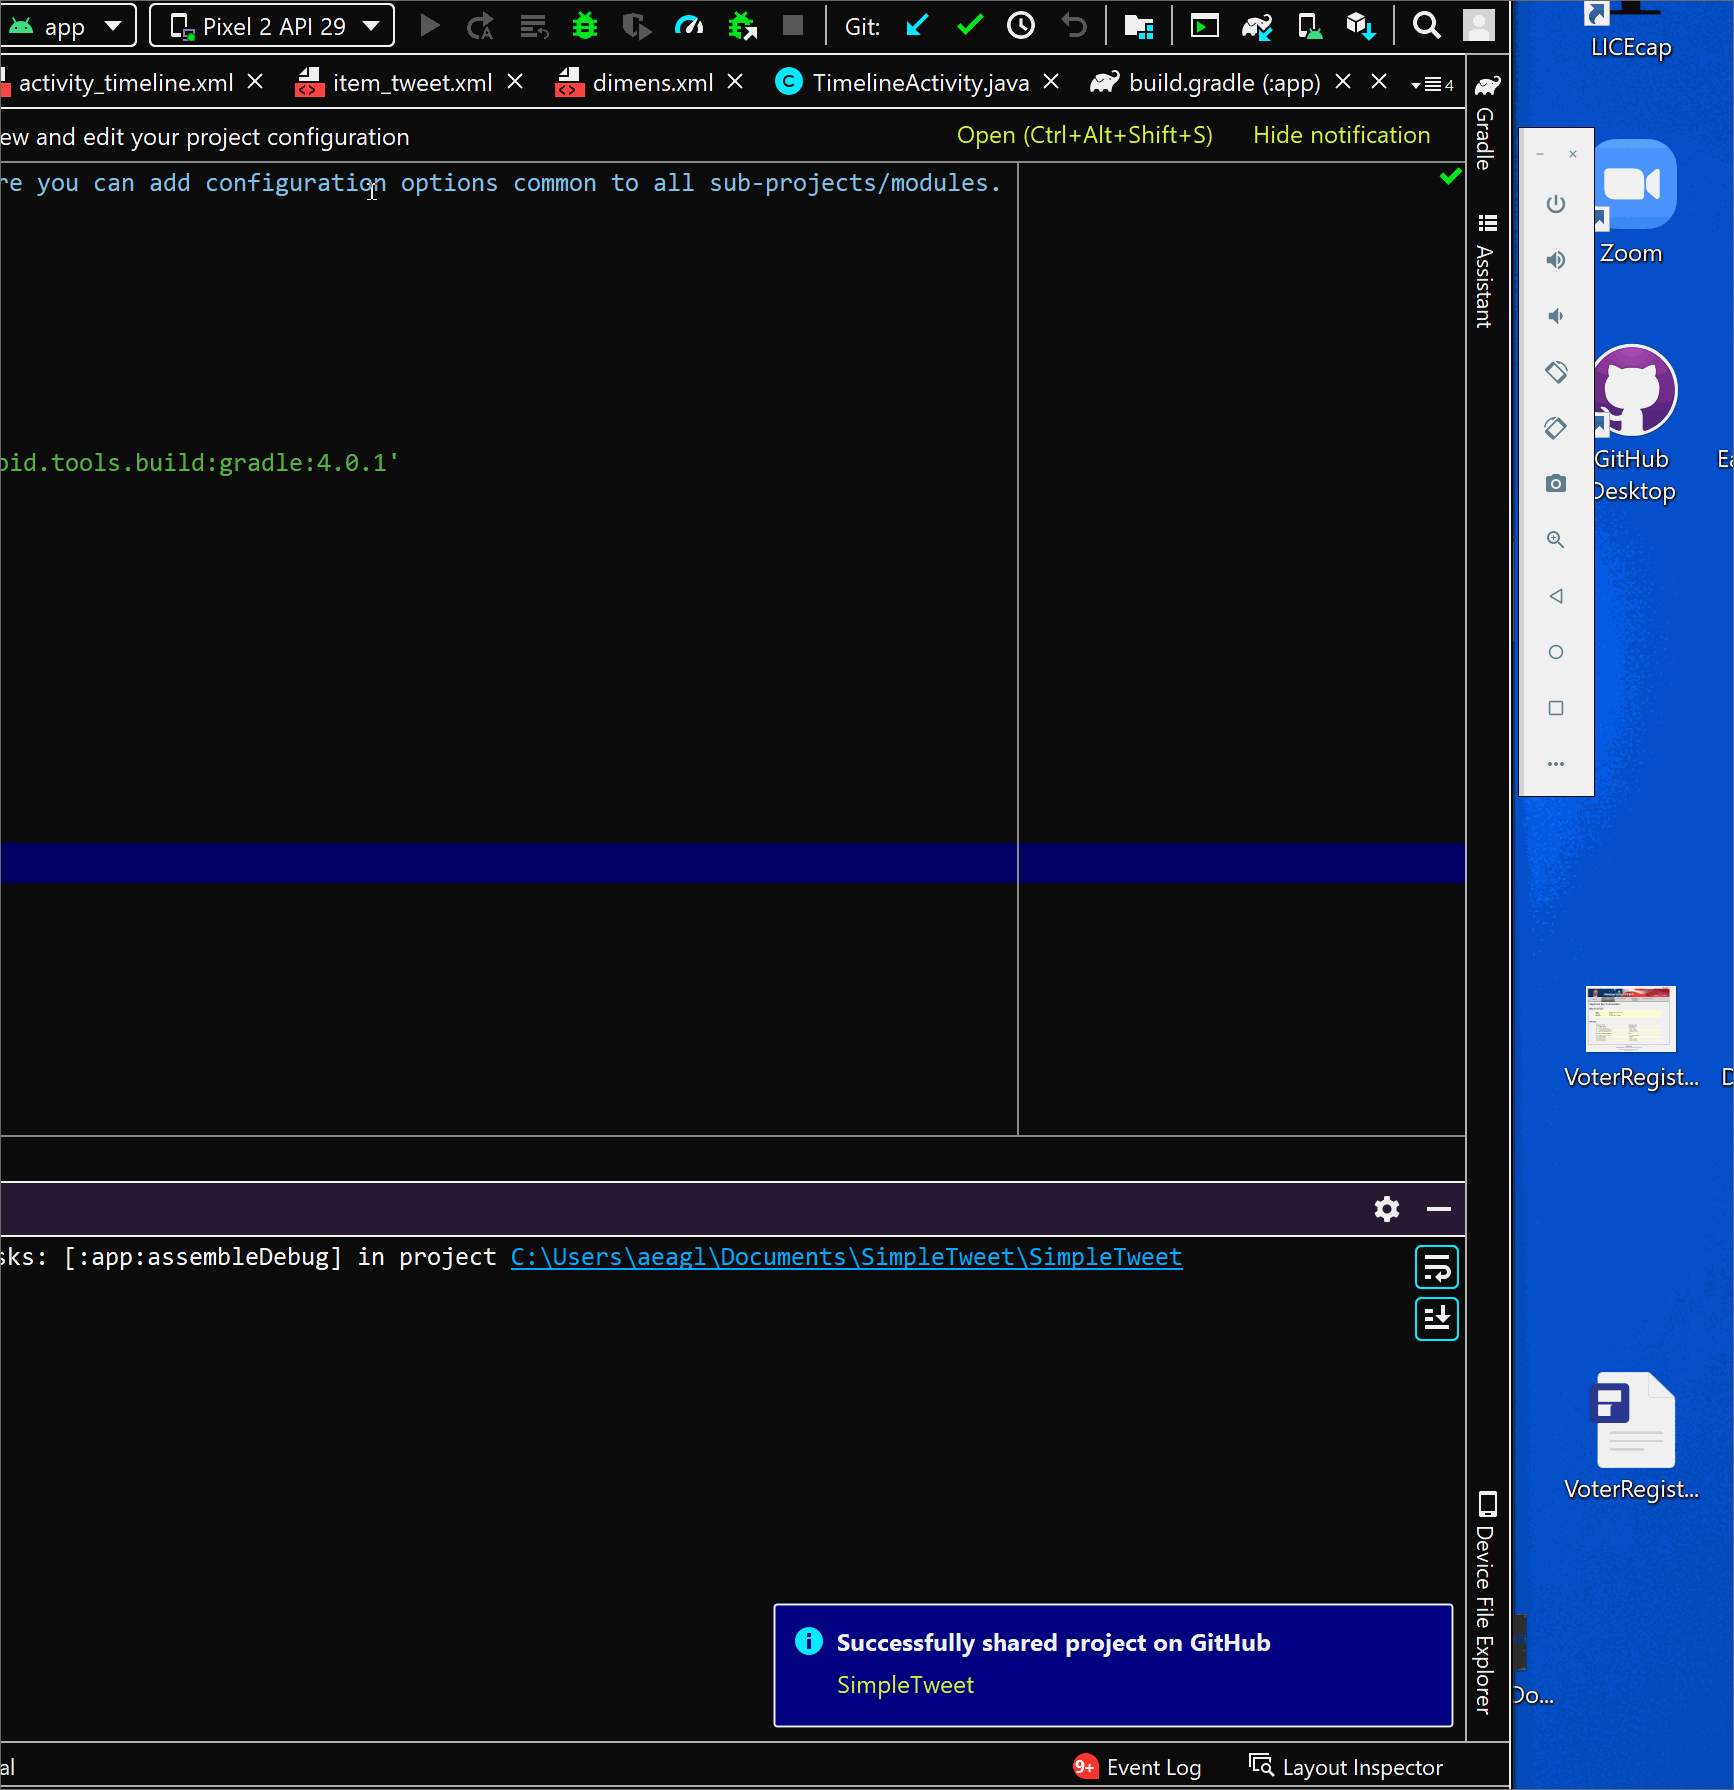 app
Pixel 2 API 29
Git:
LICEcap
activity_timeline.xml
item_tweet.xml
dimens.xml
C
TimelineActivity.java
build.gradle (:app)
4
Gradle
ew and edit your project configuration
Open (Ctrl+Alt+Shift+S)
Hide notification
re you can add configuration options common to all sub-projects/modules.
Assistant
Zoom
GitHub
Desktop
Ea
oid.tools.build:gradle:4.0.1'
VoterRegist...
D
sks: [:app:assembleDebug] in project C:\Users\aeagl\Documents\SimpleTweet\SimpleTweet
VoterRegist...
Device File Explorer
Successfully shared project on GitHub
SimpleTweet
Do...
al
9+
Event Log
Layout Inspector